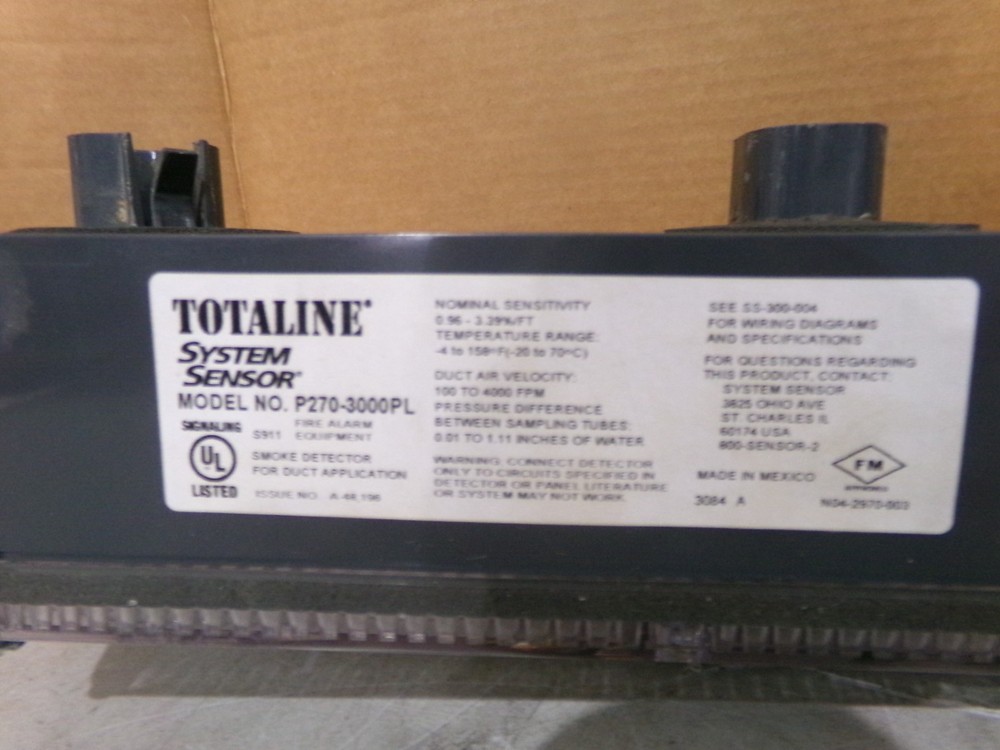 TOTALINE®
SYSTEM
SENSOR®
MODEL NO. P270-3000PL
SIGNALING
UL
LISTED
S911 FIRE ALARM
EQUIPMENT
SMOKE DETECTOR
FOR DUCT APPLICATION
ISSUE NO. A-48,196
NOMINAL SENSITIVITY
0.96 - 3.29%/FT
TEMPERATURE RANGE:
-4 to 158°F(-20 to 70°C)
DUCT AIR VELOCITY:
100 TO 4000 FPM
PRESSURE DIFFERENCE
BETWEEN SAMPLING TUBES:
0.01 TO 1.11 INCHES OF WATER
WARNING: CONNECT DETECTOR
ONLY TO CIRCUITS SPECIFIED IN
DETECTOR OR PANEL LITERATURE
OR SYSTEM MAY NOT WORK.
SEE SS-300-004
FOR WIRING DIAGRAMS
AND SPECIFICATIONS
FOR QUESTIONS REGARDING
THIS PRODUCT, CONTACT:
SYSTEM SENSOR
3825 OHIO AVE
ST. CHARLES IL
60174 USA
800-SENSOR-2
FM
APPROVED
MADE IN MEXICO
3084 A
N04-2970-003